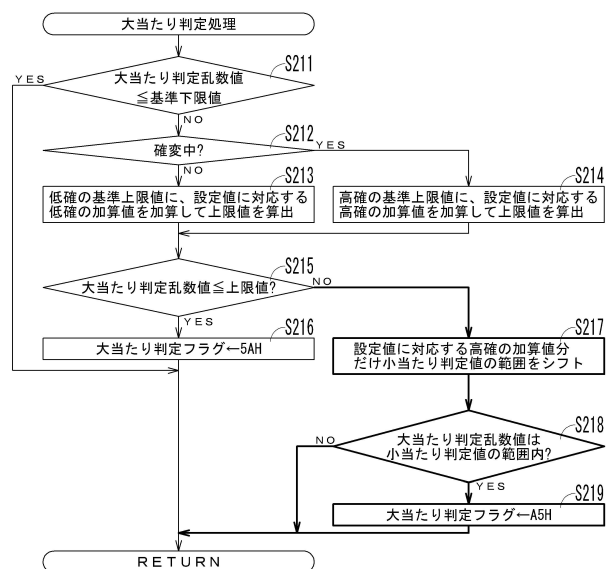 大当たり判定処理
S211
YES
大当たり判定乱数値
≦基準下限値
NO
S212
確変中?
YES
NO
S213
低確の基準上限値に、設定値に対応する
低確の加算値を加算して上限値を算出
S214
高確の基準上限値に、設定値に対応する
高確の加算値を加算して上限値を算出
S215
大当たり判定乱数値≦上限値?
NO
YES
S216
大当たり判定フラグ←5AH
S217
設定値に対応する高確の加算値分
だけ小当たり判定値の範囲をシフト
S218
NO
大当たり判定乱数値は
小当たり判定値の範囲内?
YES
S219
大当たり判定フラグ←A5H
RETURN